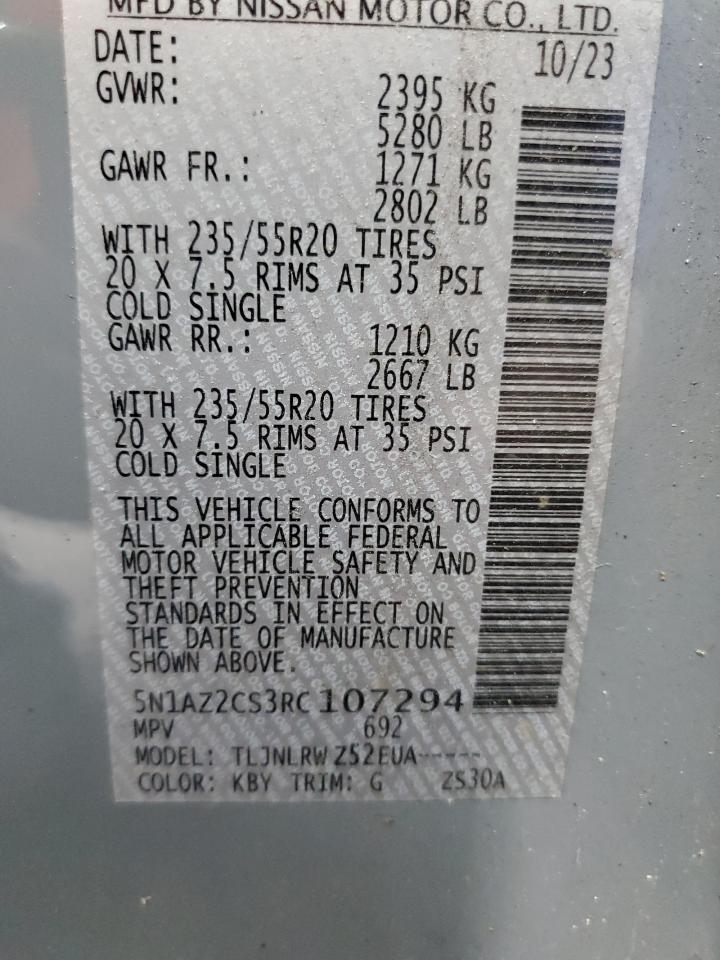 MFD BY NISSAN MOTOR CO., LTD.
DATE: 10/23
GVWR: 2395 KG
5280 LB
GAWR FR.: 1271 KG
2802 LB
WITH 235/55R20 TIRES
20 X 7.5 RIMS AT 35 PSI
COLD SINGLE
GAWR RR.: 1210 KG
2667 LB
WITH 235/55R20 TIRES
20 X 7.5 RIMS AT 35 PSI
COLD SINGLE
THIS VEHICLE CONFORMS TO
ALL APPLICABLE FEDERAL
MOTOR VEHICLE SAFETY AND
THEFT PREVENTION
STANDARDS IN EFFECT ON
THE DATE OF MANUFACTURE
SHOWN ABOVE.
5N1AZ2CS3RC107294
MPV 692
MODEL: TLJNLRWZ52EUA-----
COLOR: KBY TRIM: G ZS30A